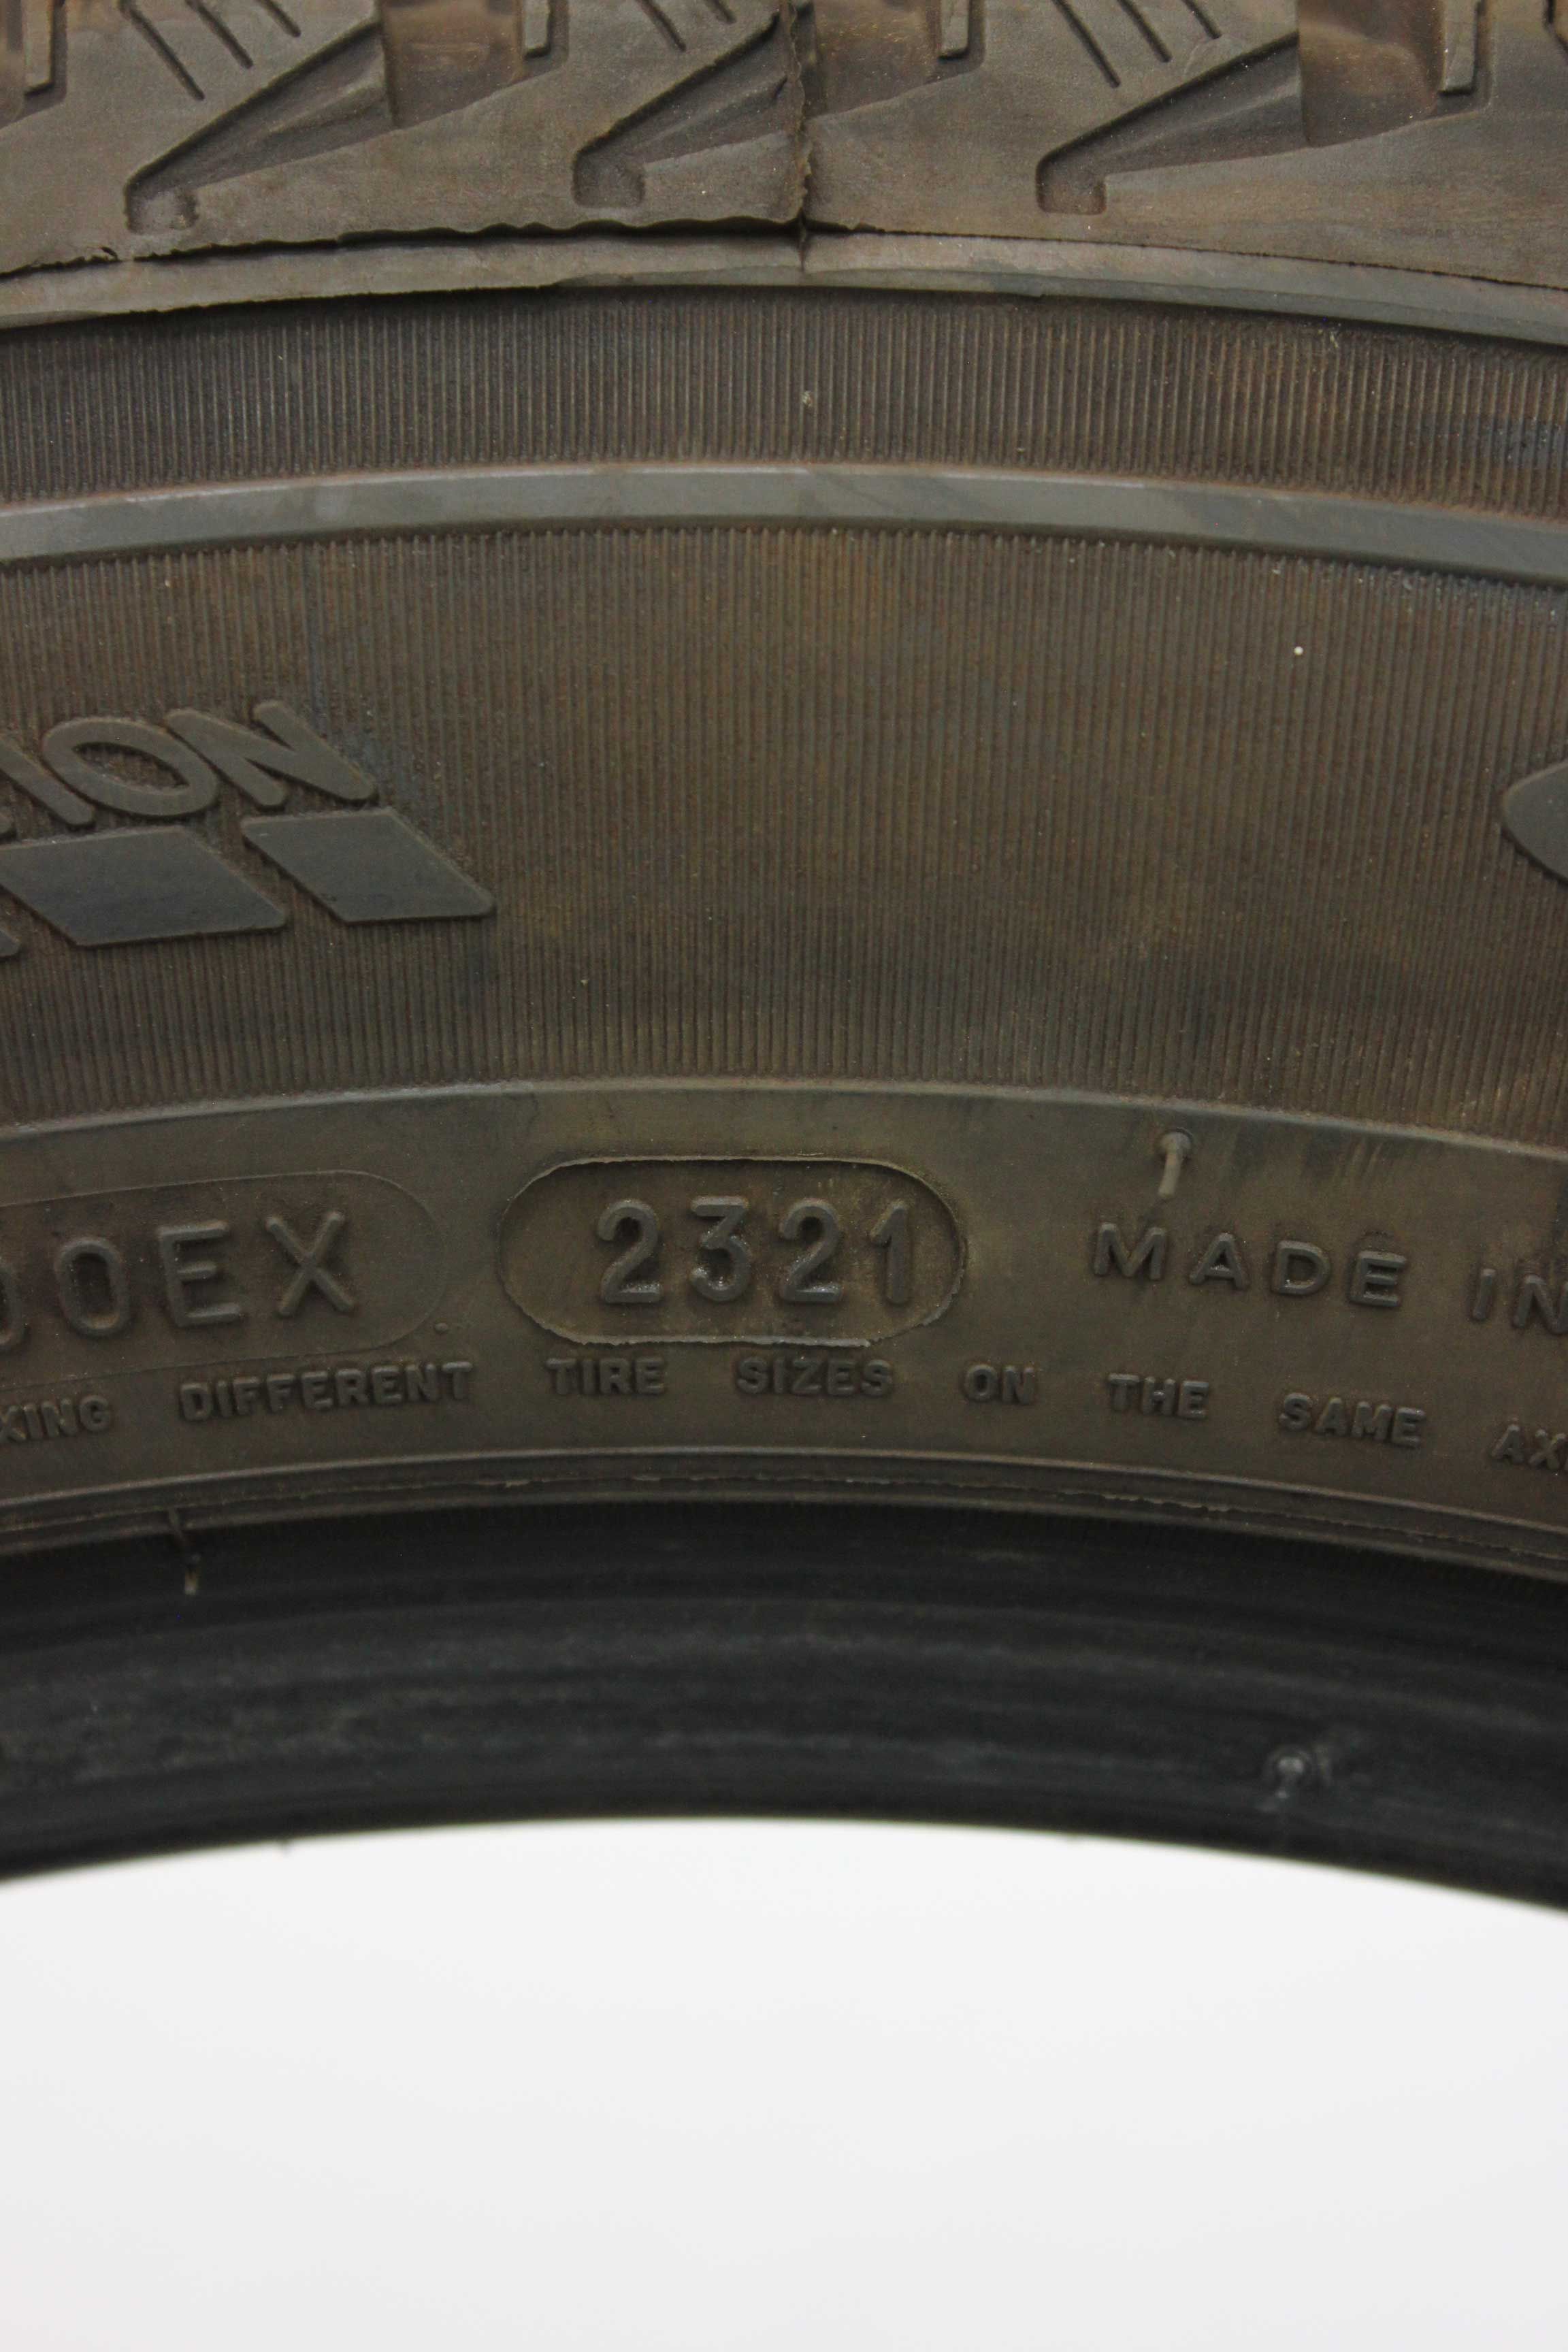 ION
00EX 2321 MADE IN
DIFFERENT TIRE SIZES ON THE SAME